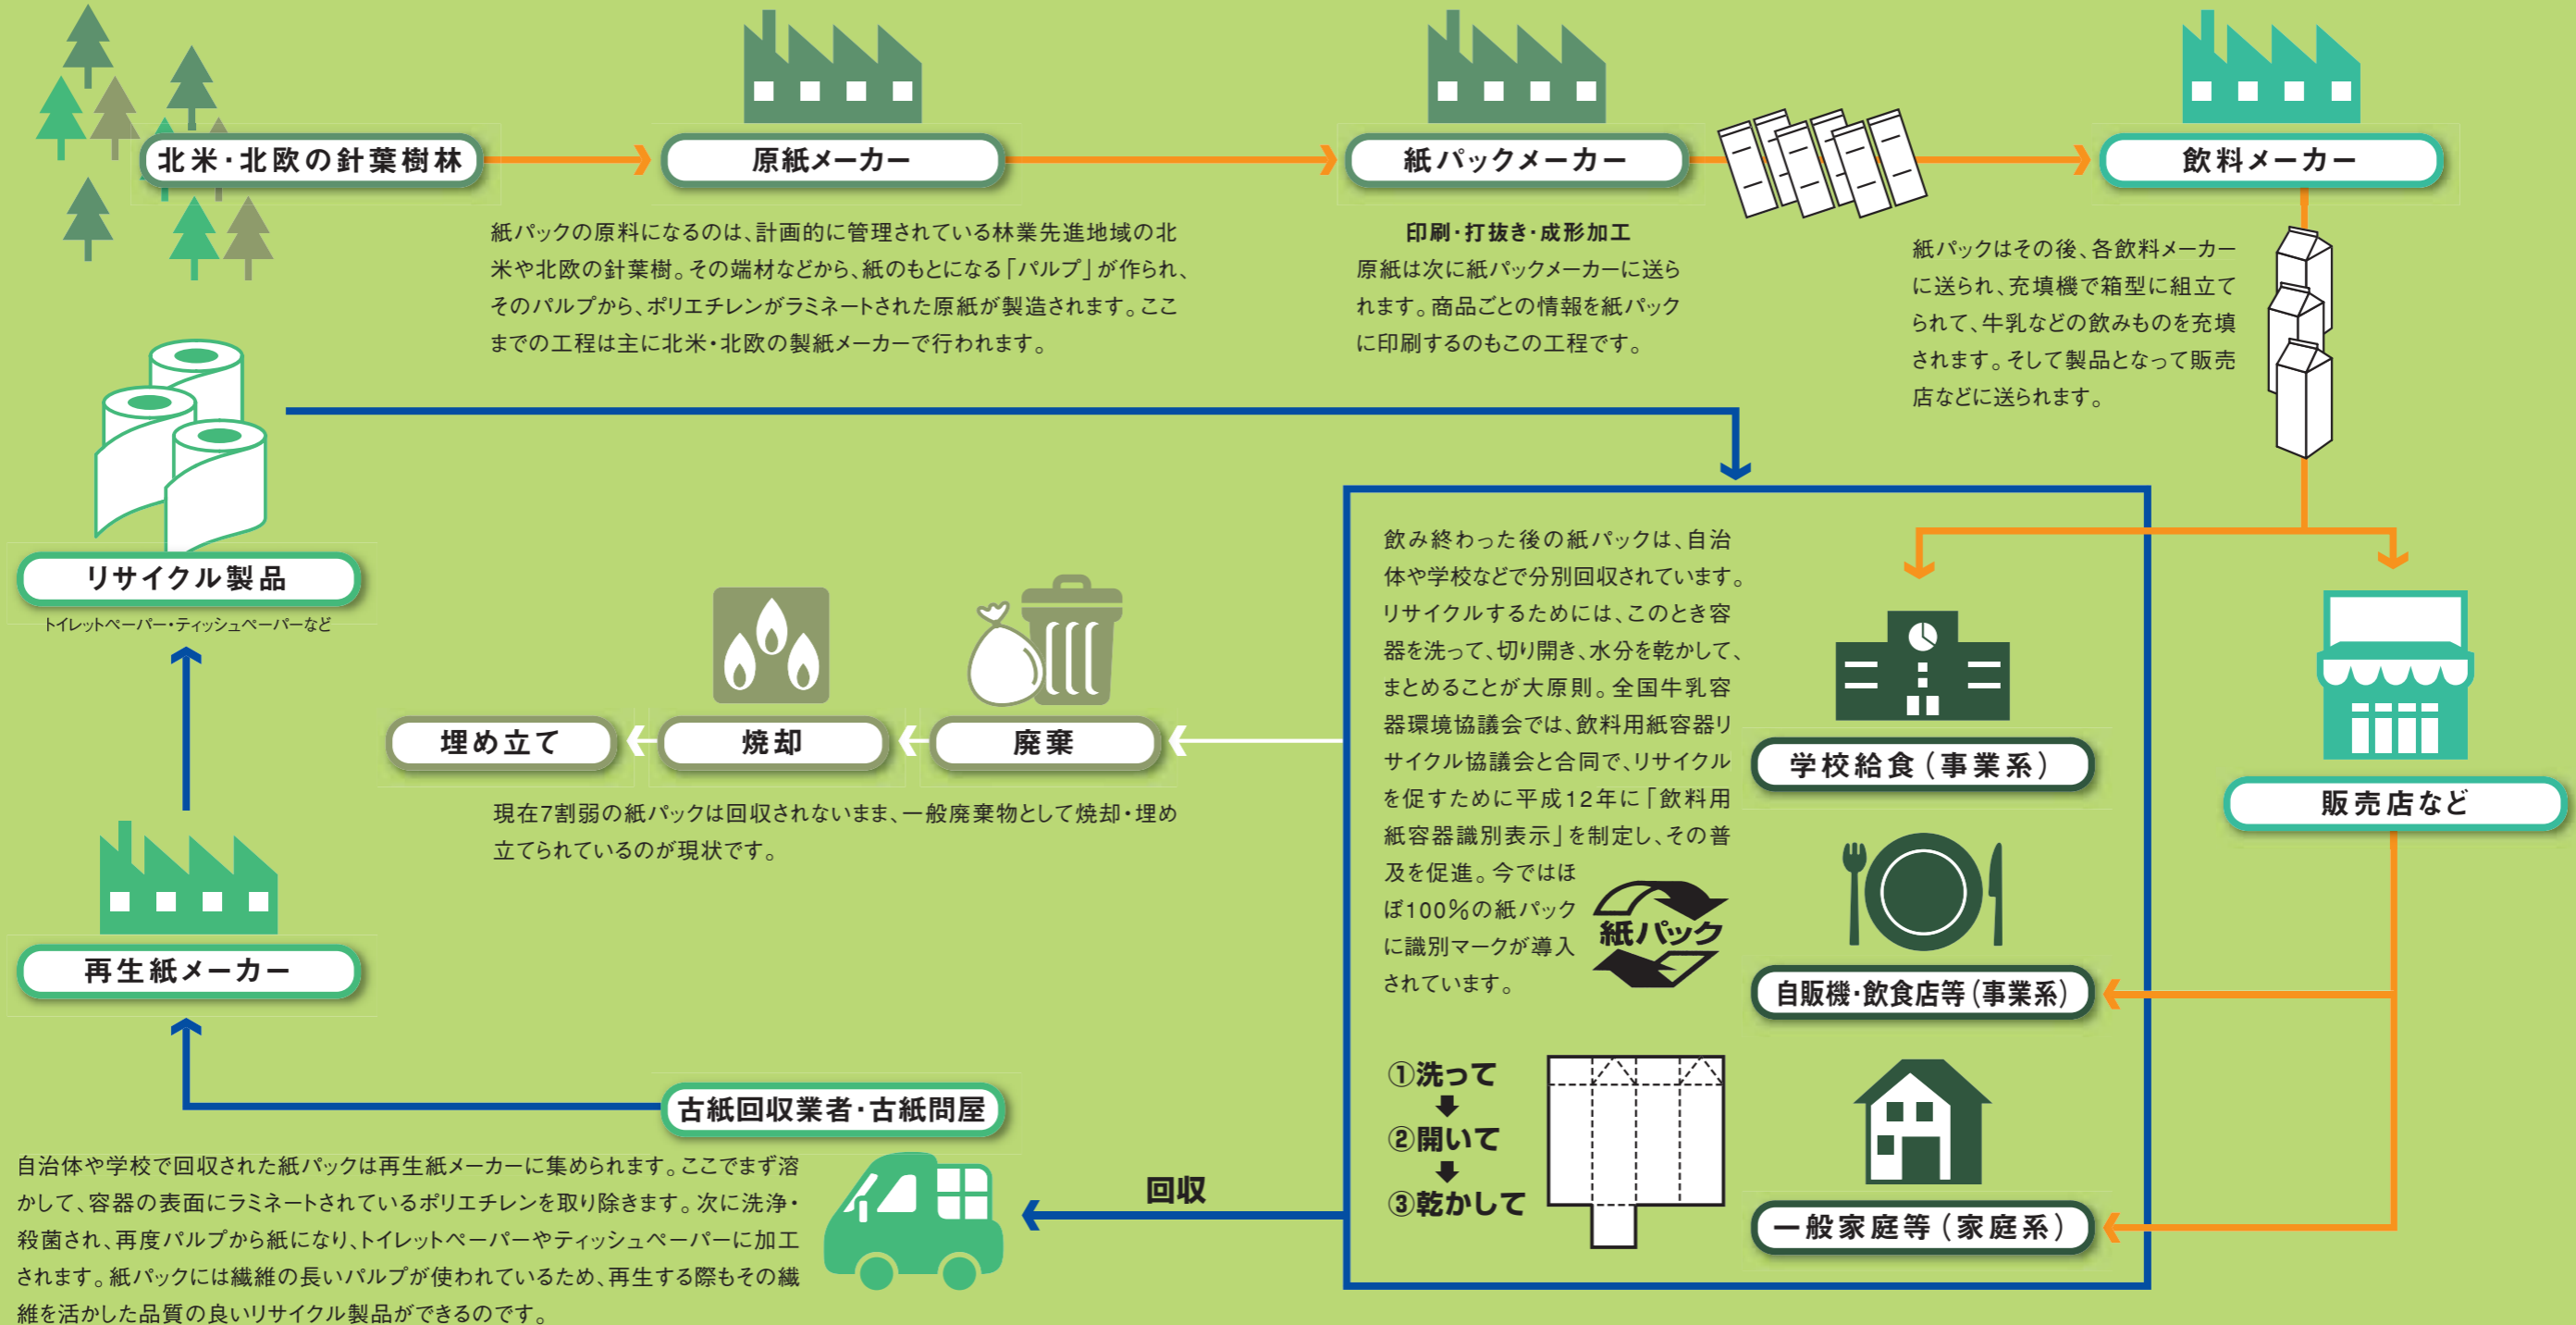 北米・北欧の針葉樹林
原紙メーカー
紙パックメーカー
飲料メーカー
紙パックの原料になるのは、計画的に管理されている林業先進地域の北
米や北欧の針葉樹。その端材などから、紙のもとになる「パルプ」が作られ、
そのパルプから、ポリエチレンがラミネートされた原紙が製造されます。ここ
までの工程は主に北米・北欧の製紙メーカーで行われます。
印刷・打抜き・成形加工
原紙は次に紙パックメーカーに送ら
れます。商品ごとの情報を紙パック
に印刷するのもこの工程です。
紙パックはその後、各飲料メーカー
に送られ、充填機で箱型に組立て
られて、牛乳などの飲みものを充填
されます。そして製品となって販売
店などに送られます。
リサイクル製品
トイレットペーパー・ティッシュペーパーなど
埋め立て
焼却
廃棄
現在7割弱の紙パックは回収されないまま、一般廃棄物として焼却・埋め
立てられているのが現状です。
飲み終わった後の紙パックは、自治
体や学校などで分別回収されています。
リサイクルするためには、このとき容
器を洗って、切り開き、水分を乾かして、
まとめることが大原則。全国牛乳容
器環境協議会では、飲料用紙容器リ
サイクル協議会と合同で、リサイクル
を促すために平成12年に「飲料用
紙容器識別表示」を制定し、その普
及を促進。今ではほ
ぼ100%の紙パック
に識別マークが導入
されています。
紙パック
学校給食(事業系)
販売店など
自販機・飲食店等(事業系)
①洗って
②開いて
③乾かして
一般家庭等(家庭系)
再生紙メーカー
古紙回収業者・古紙問屋
回収
自治体や学校で回収された紙パックは再生紙メーカーに集められます。ここでまず溶
かして、容器の表面にラミネートされているポリエチレンを取り除きます。次に洗浄・
殺菌され、再度パルプから紙になり、トイレットペーパーやティッシュペーパーに加工
されます。紙パックには繊維の長いパルプが使われているため、再生する際もその繊
維を活かした品質の良いリサイクル製品ができるのです。